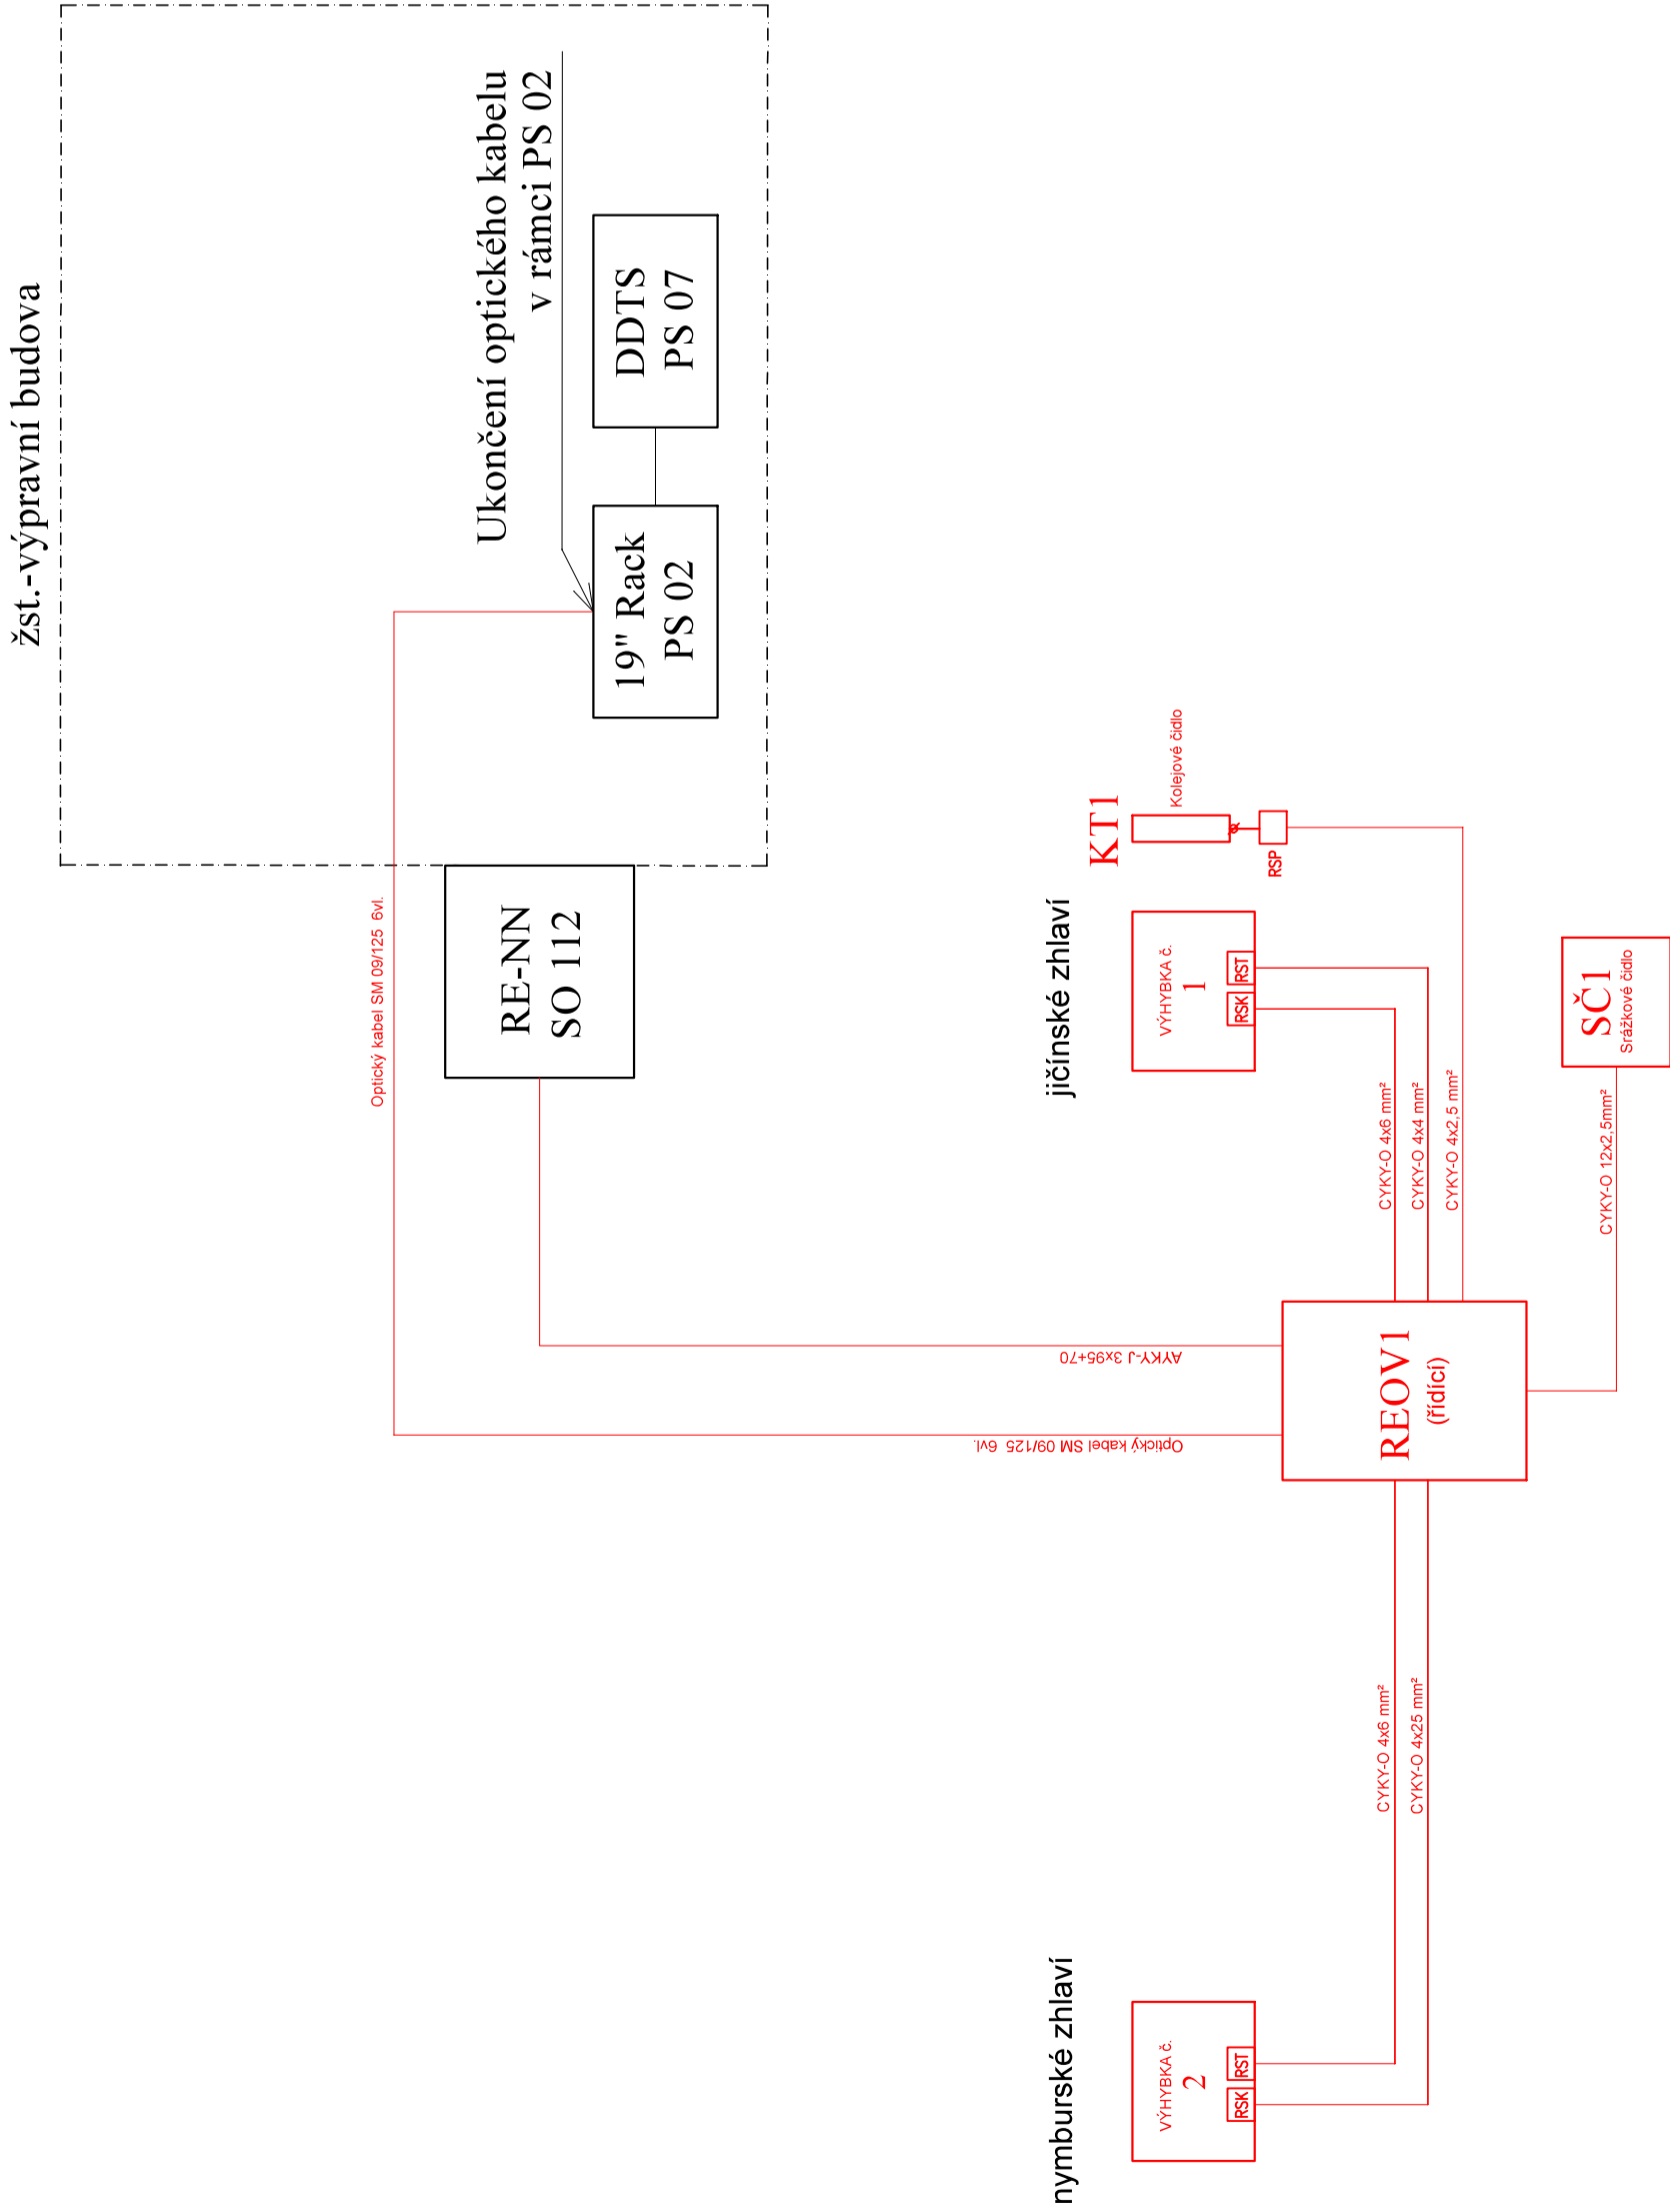 žst.-výpravní budova
Ukončení optického kabelu
v rámci PS 02
19" Rack
PS 02
DDTS
PS 07
Optický kabel SM 09/125 6vl.
RE-NN
SO 112
jičínské zhlaví
KT1
Kolejové čidlo
RSP
VÝHYBKA č.
1
RSK
RST
SČ1
Srážkové čidlo
CYKY-O 4x6 mm²
CYKY-O 4x4 mm²
CYKY-O 4x2,5 mm²
CYKY-O 12x2,5mm²
AYKY-J 3x95+70
Optický kabel SM 09/125 6vl.
REOV1
(řídící)
CYKY-O 4x6 mm²
CYKY-O 4x25 mm²
nymburské zhlaví
VÝHYBKA č.
2
RSK
RST